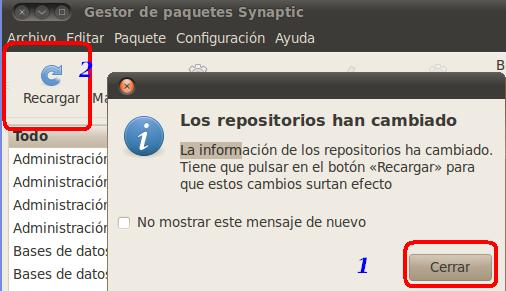 Gestor de paquetes Synaptic
Archivo Editar Paquete Configuración Ayuda
2
Recargar
Todo
Administración
Administración
Administración
Administración
Bases de datos
Bases de datos
Los repositorios han cambiado
La información de los repositorios ha cambiado.
Tiene que pulsar en el botón «Recargar» para
que estos cambios surtan efecto
No mostrar este mensaje de nuevo
1
Cerrar